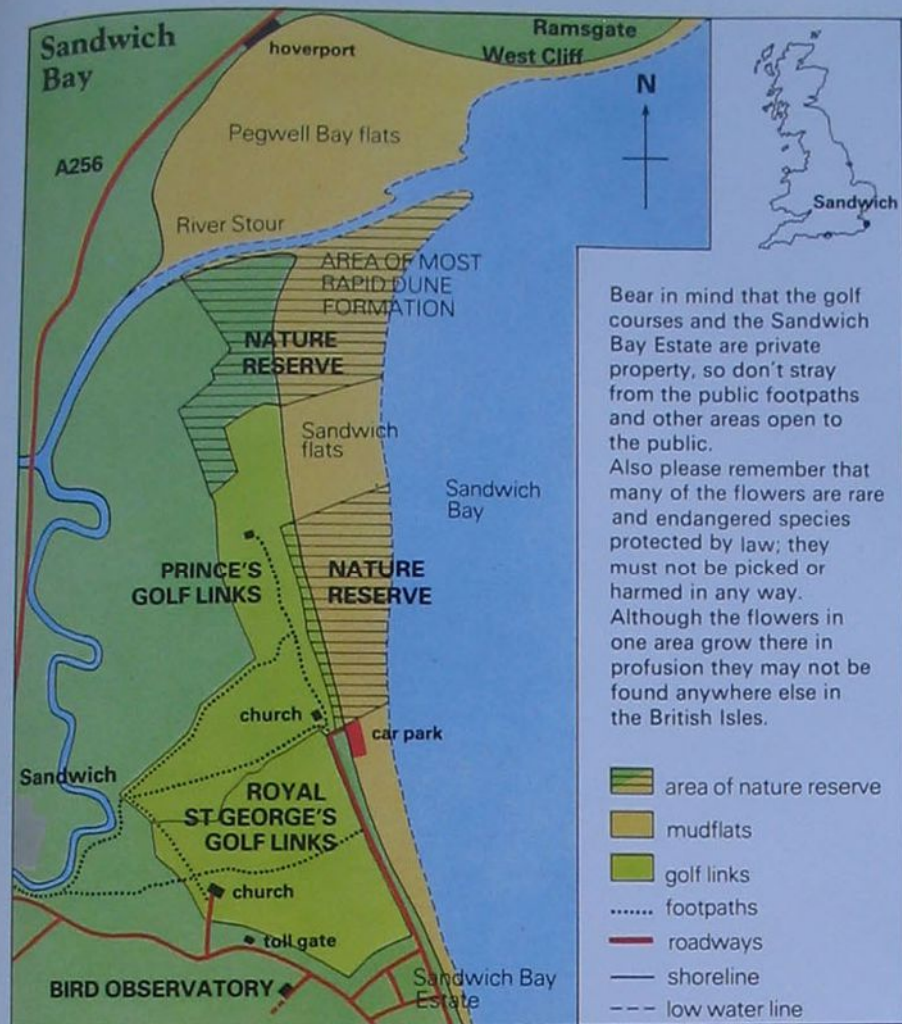 Sandwich
Bay
hoverport
Ramsgate
West Cliff
N
Pegwell Bay flats
A256
Sandwich
River Stour
AREA OF MOST
RAPID DUNE
FORMATION
NATURE
RESERVE
Sandwich
flats
Sandwich
Bay
PRINCE'S
GOLF LINKS
NATURE
RESERVE
church
car park
Sandwich
ROYAL
ST GEORGE'S
GOLF LINKS
church
toll gate
BIRD OBSERVATORY
Sandwich Bay
Estate
Bear in mind that the golf
courses and the Sandwich
Bay Estate are private
property, so don't stray
from the public footpaths
and other areas open to
the public.
Also please remember that
many of the flowers are rare
and endangered species
protected by law; they
must not be picked or
harmed in any way.
Although the flowers in
one area grow there in
profusion they may not be
found anywhere else in
the British Isles.
area of nature reserve
mudflats
golf links
footpaths
roadways
shoreline
low water line